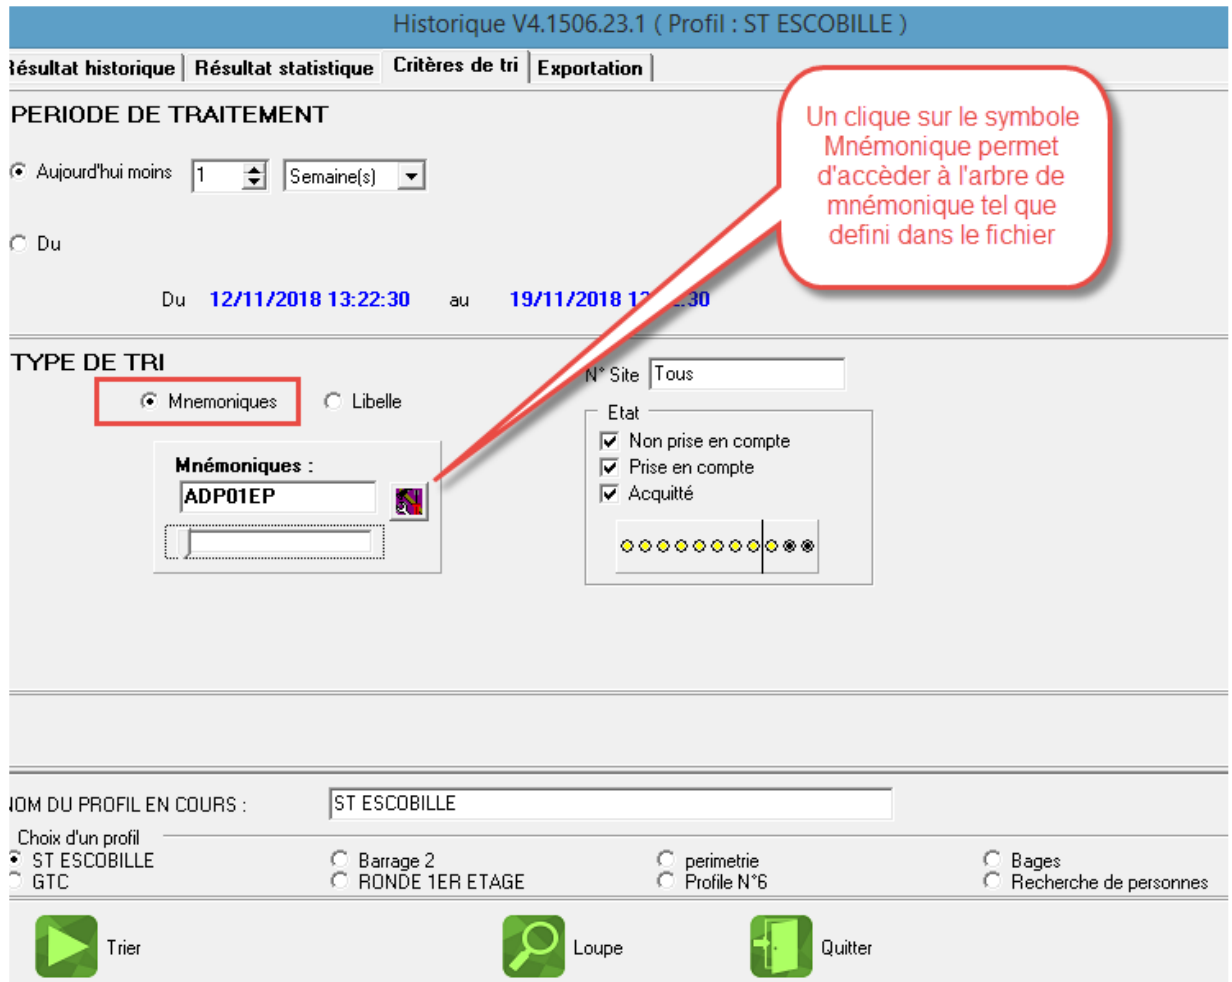 Historique V4.1506.23.1 ( Profil : ST ESCOBILLE )
Résultat historique Résultat statistique Critères de tri Exportation
PERIODE DE TRAITEMENT
Aujourd'hui moins 1 Semaine(s)
Du
Du 12/11/2018 13:22:30 au 19/11/2018
Un clique sur le symbole
Mnémonique permet
d'accèder à l'arbre de
mnémonique tel que
defini dans le fichier
TYPE DE TRI
Mnemoniques Libelle
Mnémoniques :
ADP01EP
N° Site Tous
Etat
Non prise en compte
Prise en compte
Acquitté
NOM DU PROFIL EN COURS : ST ESCOBILLE
Choix d'un profil
ST ESCOBILLE Barrage 2 perimetrie Bages
GTC RONDE 1ER ETAGE Profile N°6 Recherche de personnes
Trier Loupe Quitter